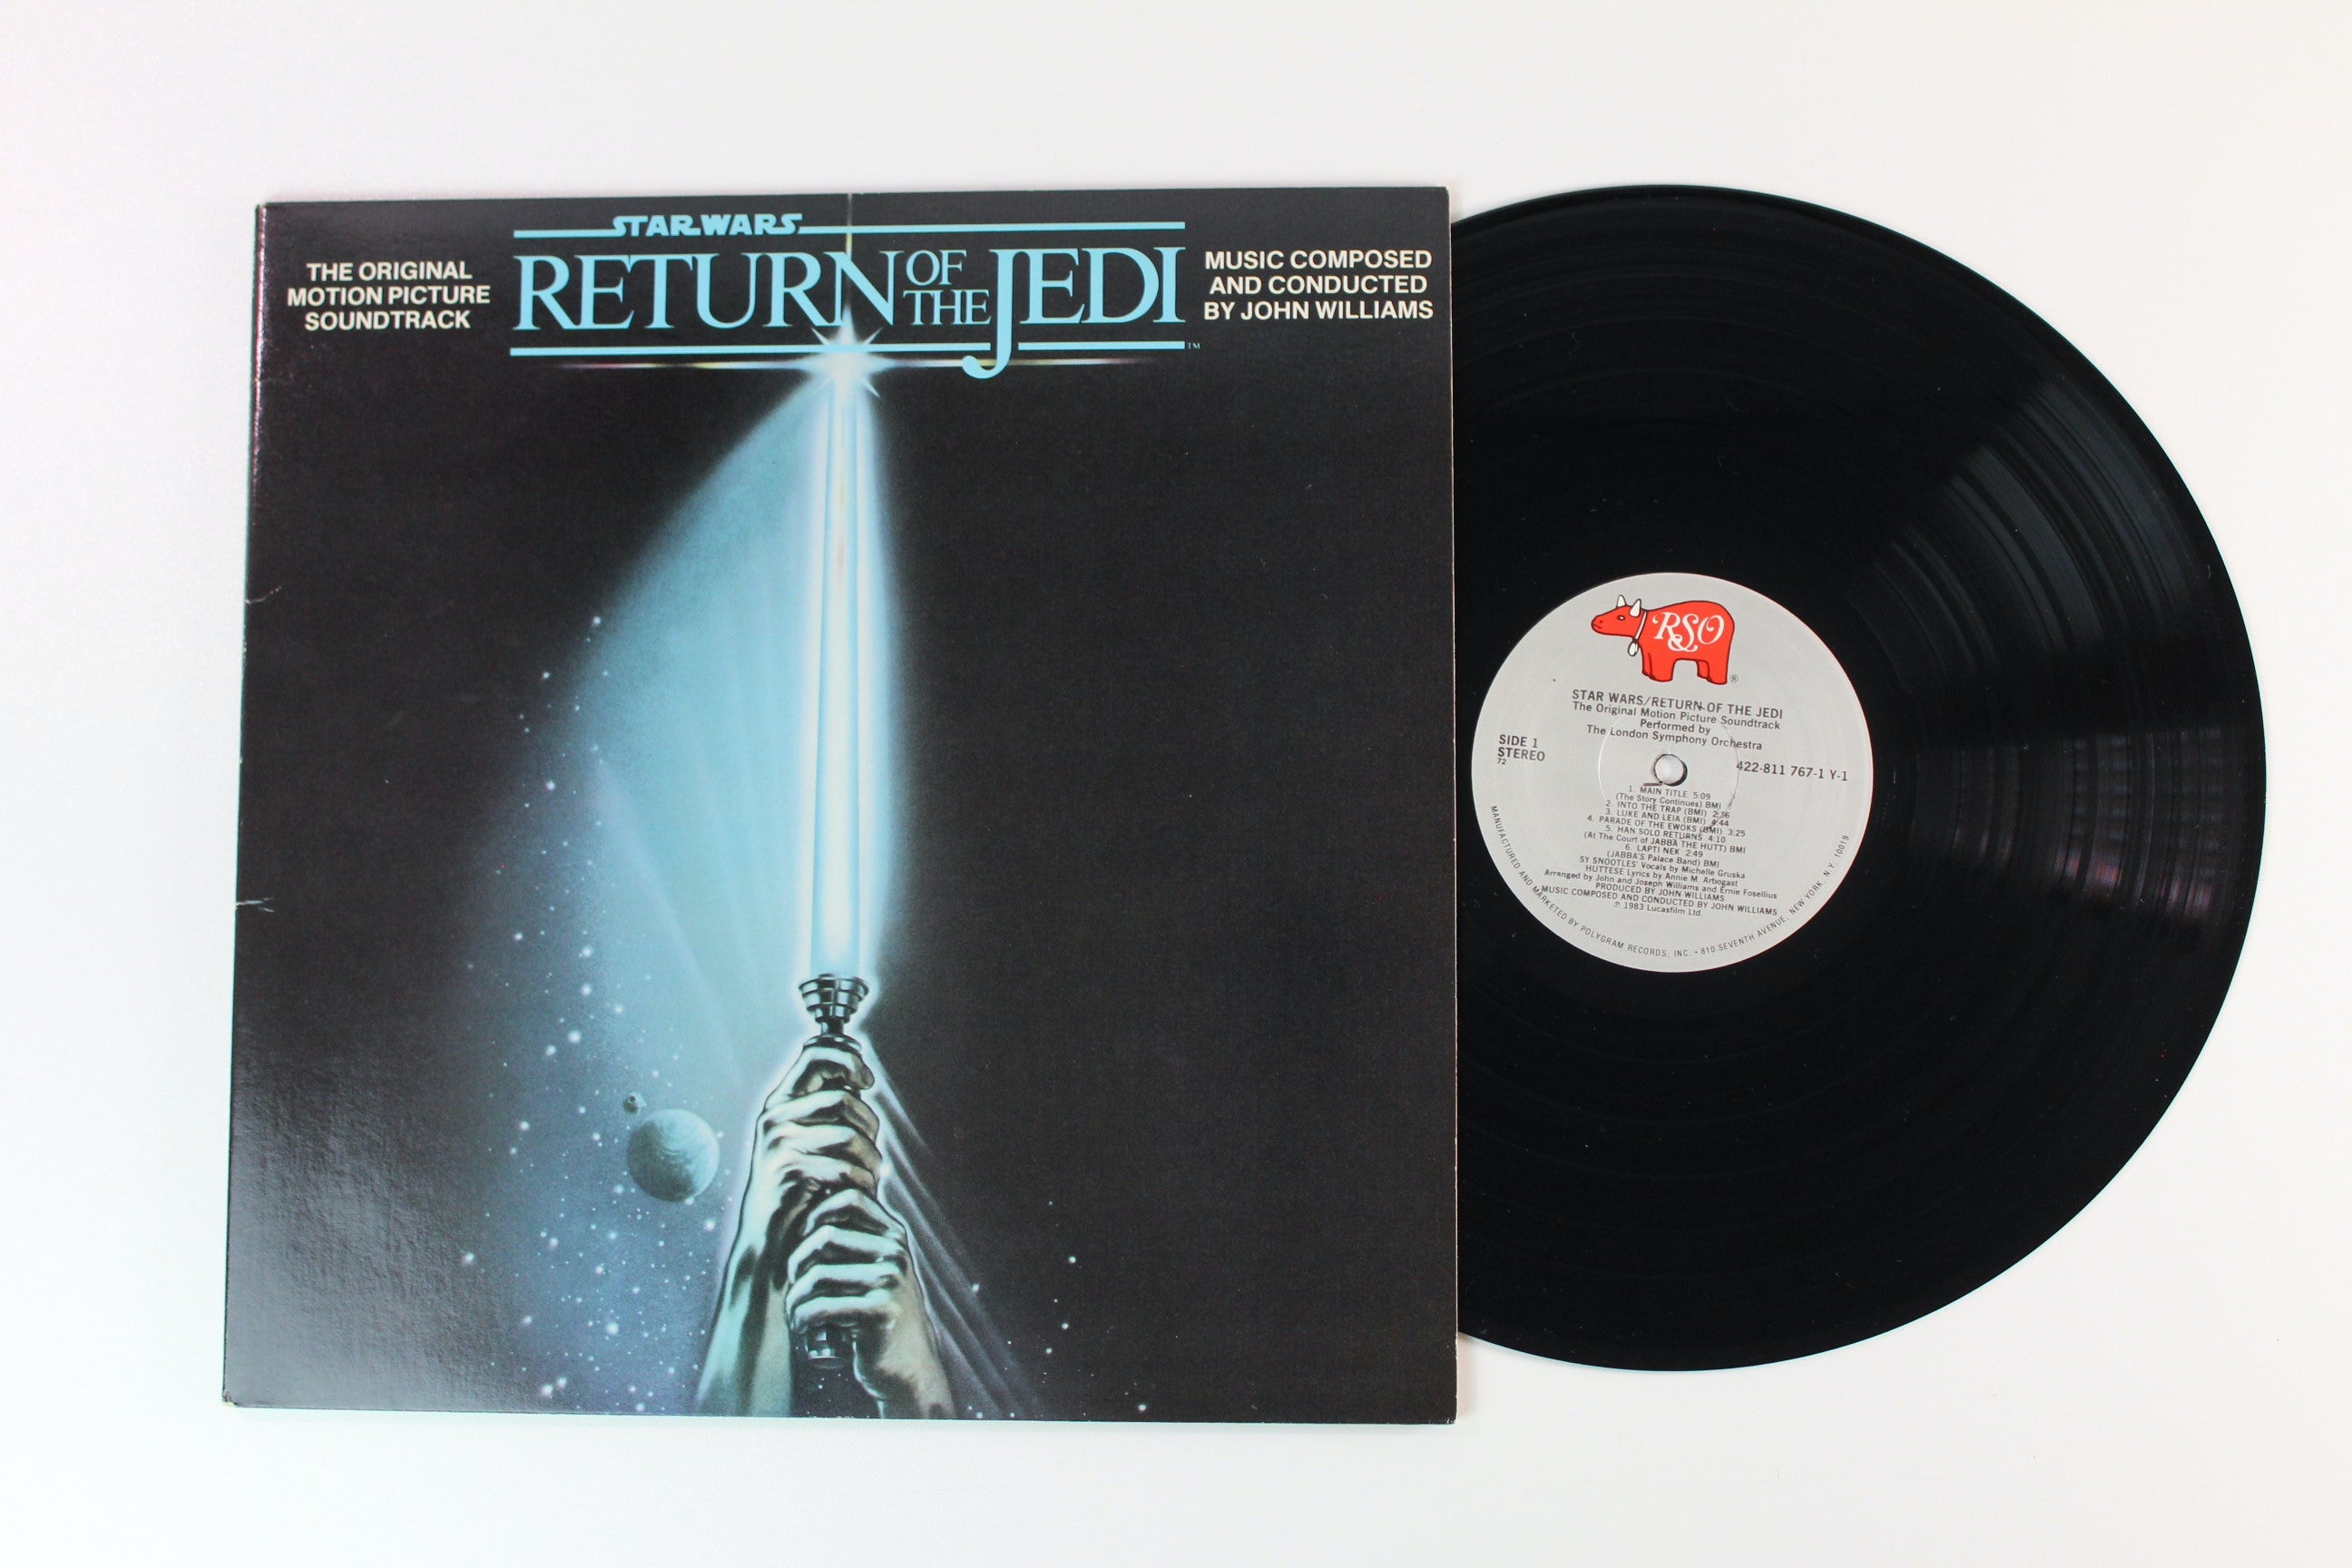 STAR WARS
RETURN OF THE JEDI
TM
THE ORIGINAL
MOTION PICTURE
SOUNDTRACK
MUSIC COMPOSED
AND CONDUCTED
BY JOHN WILLIAMS
RSO
®
STAR WARS/RETURN OF THE JEDI
The Original Motion Picture Soundtrack
Performed by
The London Symphony Orchestra
SIDE 1
STEREO
72
422-811 767-1 Y-1
1. MAIN TITLE 5:09
(The Story Continues) BMI
2. INTO THE TRAP (BMI) 2:36
3. LUKE AND LEIA (BMI) 4:44
4. PARADE OF THE EWOKS (BMI) 3:25
5. HAN SOLO RETURNS 4:10
(At The Court of JABBA THE HUTT) BMI
6. LAPTI NEK 2:49
(JABBA'S Palace Band) BMI
SY SNOOTLES' Vocals by Michelle Gruska
HUTTESE Lyrics by Annie M. Arbogast
Arranged by John and Joseph Williams and Ernie Fosellius
PRODUCED BY JOHN WILLIAMS
MUSIC COMPOSED AND CONDUCTED BY JOHN WILLIAMS
℗ 1983 Lucasfilm Ltd.
MANUFACTURED AND MARKETED BY POLYGRAM RECORDS, INC. • 810 SEVENTH AVENUE, NEW YORK, N.Y. 10019